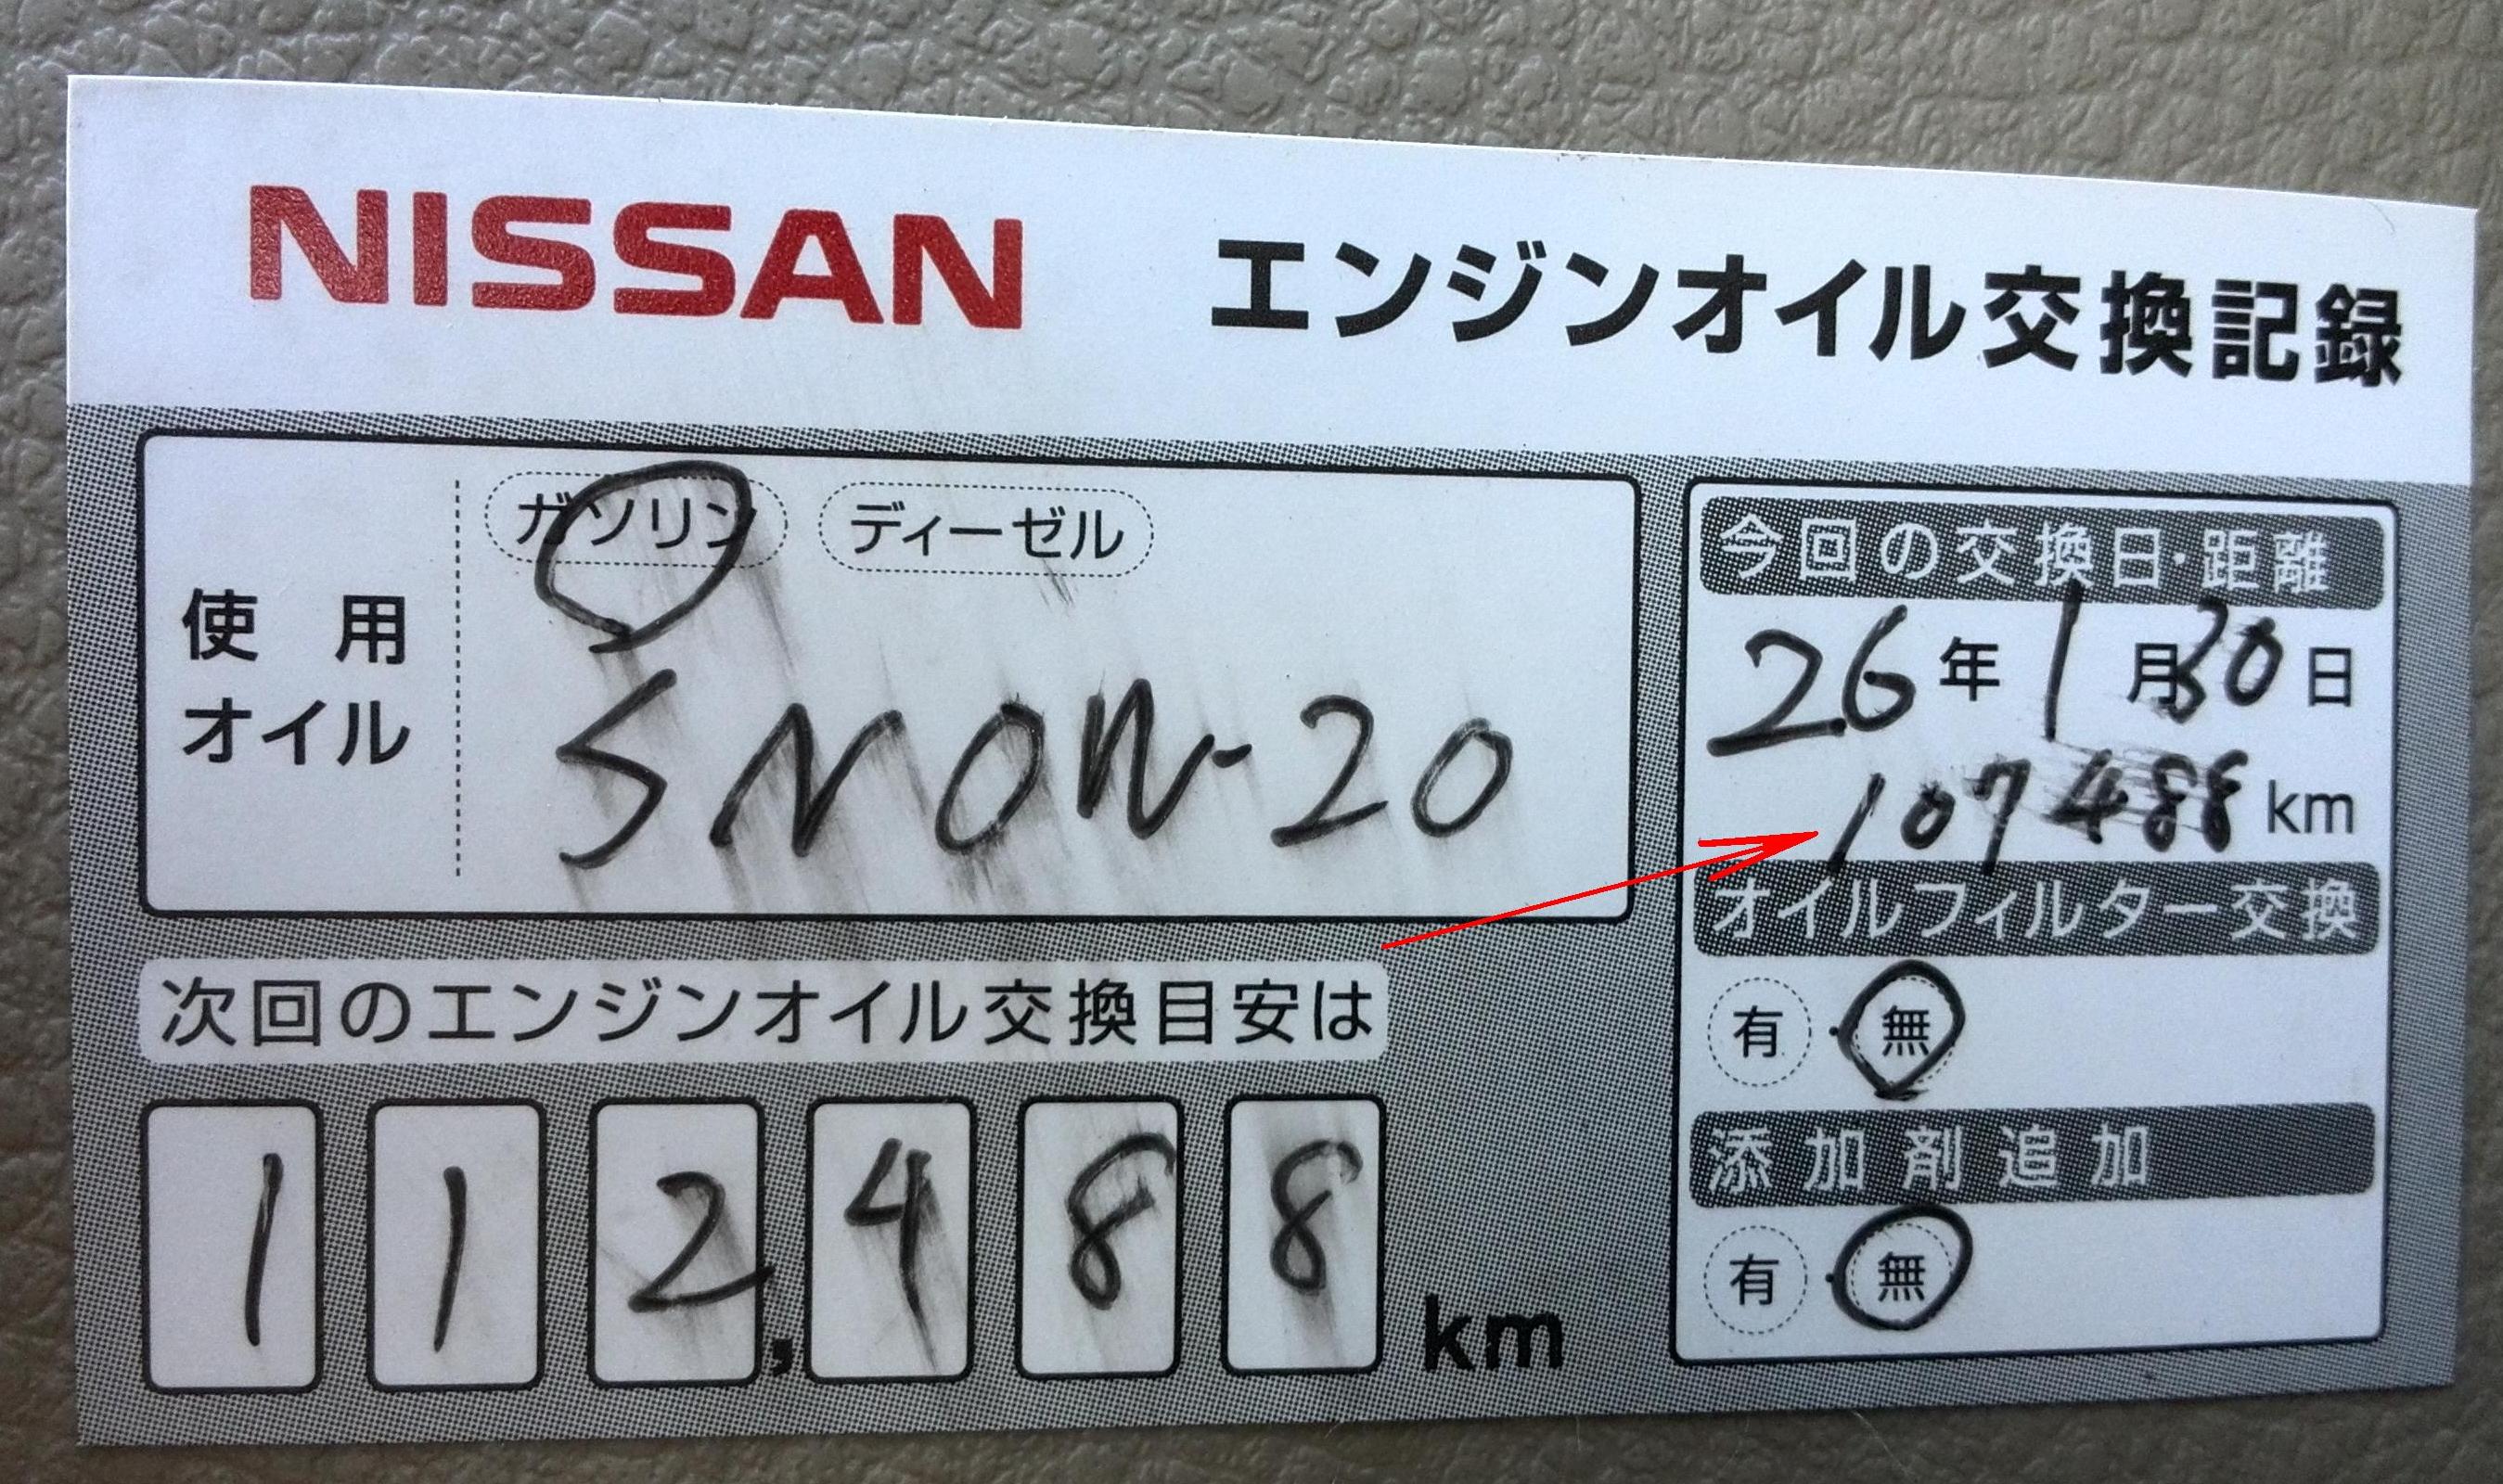 NISSAN エンジンオイル交換記録
ガソリン ディーゼル
使用
オイル
SN0W-20
次回のエンジンオイル交換目安は
112,488 km
今回の交換日・距離
26年1月30日
107488km
オイルフィルター交換
有・無
添加剤追加
有・無